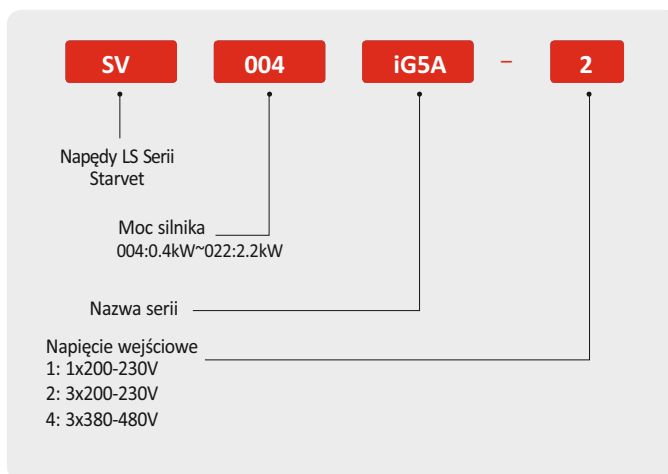 SV 004 iG5A – 2
Napędy LS Serii
Starvet
Moc silnika
004:0.4kW~022:2.2kW
Nazwa serii
Napięcie wejściowe
1: 1x200-230V
2: 3x200-230V
4: 3x380-480V